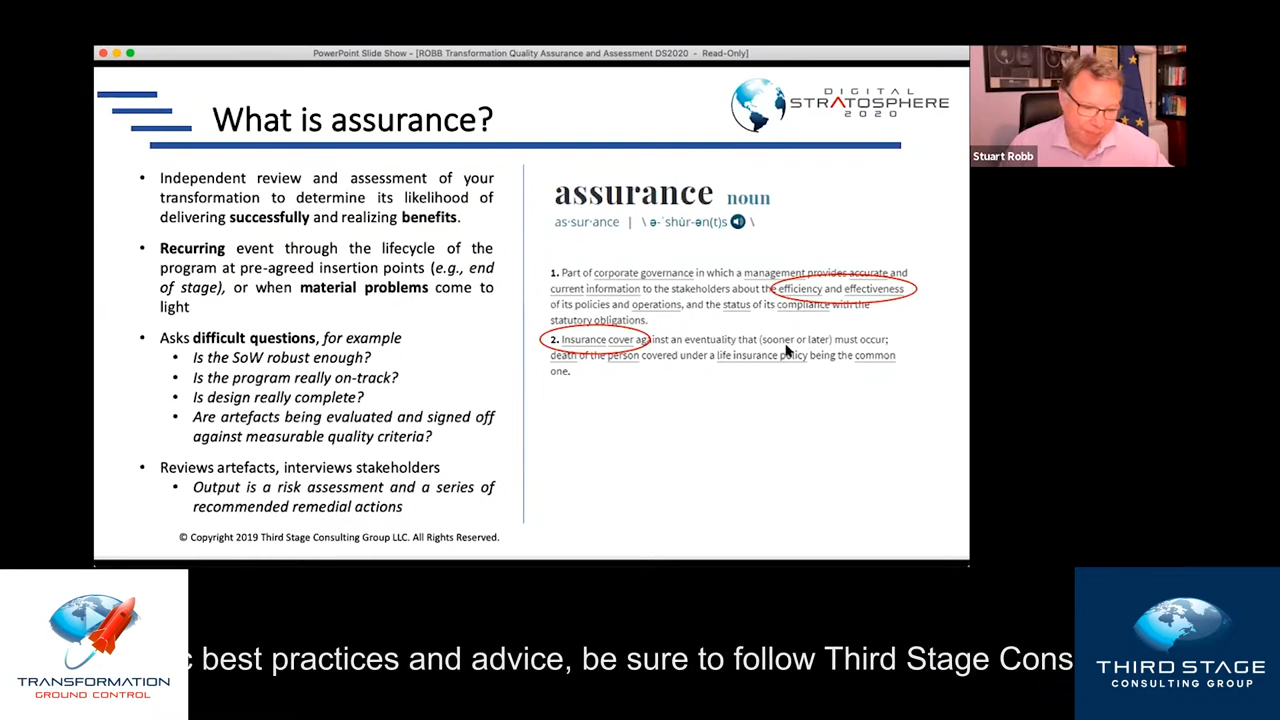 PowerPoint Slide Show - [ROBB Transformation Quality Assurance and Assessment DS2020 - Read-Only]
What is assurance?
DIGITAL
STRATOSPHERE
2020
Stuart Robb
• Independent review and assessment of your
transformation to determine its likelihood of
delivering successfully and realizing benefits.
• Recurring event through the lifecycle of the
program at pre-agreed insertion points (e.g., end
of stage), or when material problems come to
light
• Asks difficult questions, for example
• Is the SoW robust enough?
• Is the program really on-track?
• Is design really complete?
• Are artefacts being evaluated and signed off
against measurable quality criteria?
• Reviews artefacts, interviews stakeholders
• Output is a risk assessment and a series of
recommended remedial actions
© Copyright 2019 Third Stage Consulting Group LLC. All Rights Reserved.
assurance noun
as·sur·ance | \ ə-ˈshu̇r-ən(t)s \
1. Part of corporate governance in which a management provides accurate and
current information to the stakeholders about the efficiency and effectiveness
of its policies and operations, and the status of its compliance with the
statutory obligations.
2. Insurance cover against an eventuality that (sooner or later) must occur;
death of the person covered under a life insurance policy being the common
one.
TRANSFORMATION
GROUND CONTROL
c best practices and advice, be sure to follow Third Stage Cons
THIRD STAGE
CONSULTING GROUP